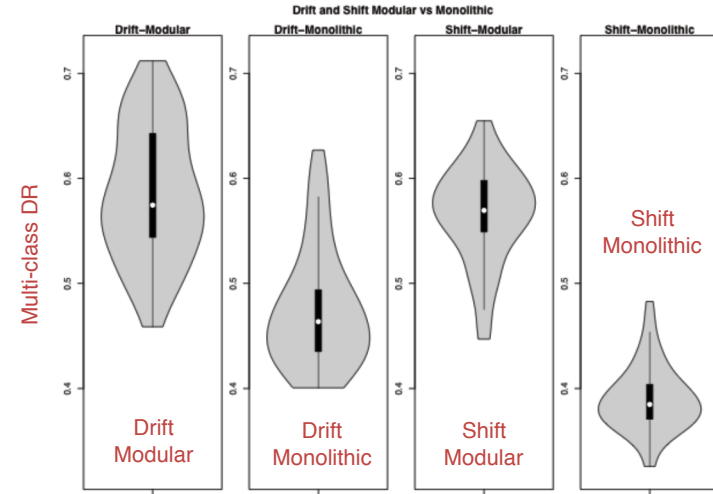 Drift and Shift Modular vs Monolithic
Drift–Modular
Drift–Monolithic
Shift–Modular
Shift–Monolithic
Multi-class DR
0.7
0.6
0.5
0.4
0.7
0.6
0.5
0.4
0.7
0.6
0.5
0.4
0.7
0.6
0.5
0.4
Drift
Modular
Drift
Monolithic
Shift
Modular
Shift
Monolithic